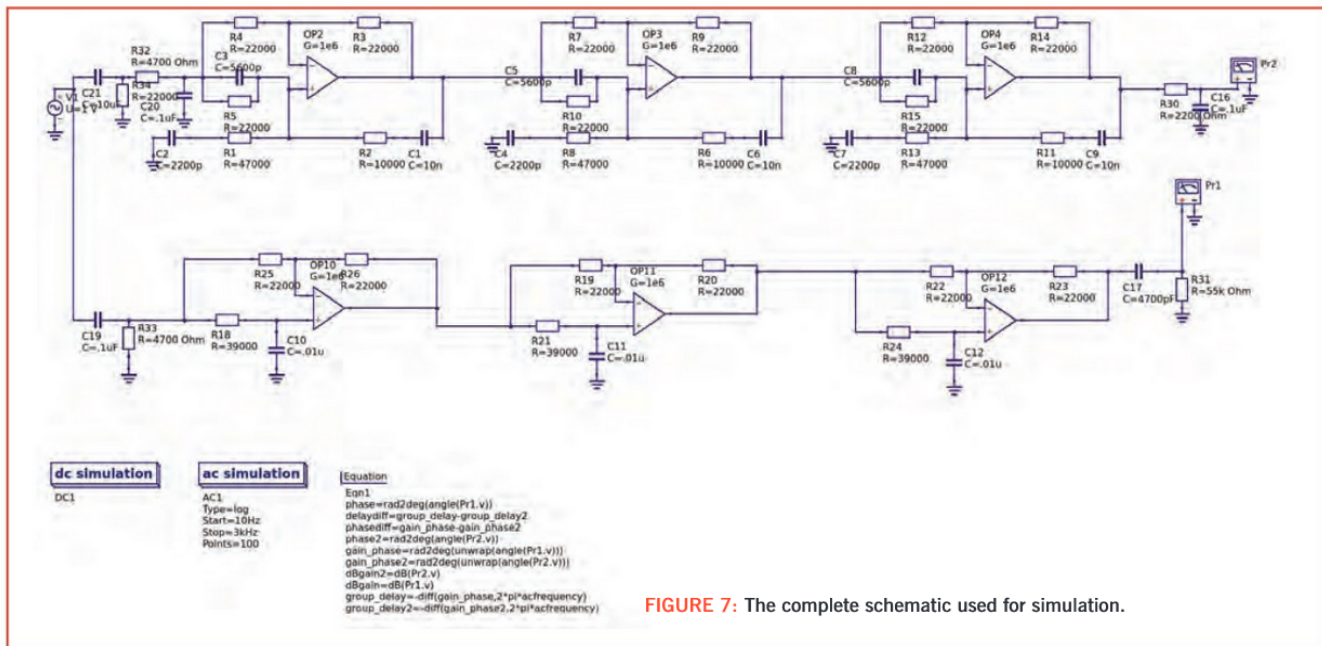 R4
R=22000
R3
R=22000
OP2
G=1e6
R32
R=4700 Ohm
C3
C=5600p
C21
C=10u
R34
R=22000
C20
C=.1uF
V1
U=1 V
R5
R=22000
C2
C=2200p
R1
R=47000
R2
R=10000
C1
C=10n
R7
R=22000
R9
R=22000
OP3
G=1e6
C5
C=5600p
R10
R=22000
C4
C=2200p
R8
R=47000
R6
R=10000
C6
C=10n
R12
R=22000
R14
R=22000
OP4
G=1e6
C8
C=5600p
R15
R=22000
C7
C=2200p
R13
R=47000
R11
R=10000
C9
C=10n
R30
R=2200 Ohm
C16
C=.1uF
Pr2
Pr1
R25
R=22000
OP10
G=1e6
R26
R=22000
C19
C=.1uF
R33
R=4700 Ohm
R18
R=39000
C10
C=.01u
R19
R=22000
OP11
G=1e6
R20
R=22000
R21
R=39000
C11
C=.01u
R22
R=22000
OP12
G=1e6
R23
R=22000
R24
R=39000
C12
C=.01u
C17
C=4700pF
R31
R=55k Ohm
dc simulation
DC1
ac simulation
AC1
Type=log
Start=10Hz
Stop=3kHz
Points=100
Equation
Eqn1
phase=rad2deg(angle(Pr1.v))
delaydiff=group_delay-group_delay2
phasediff=gain_phase-gain_phase2
phase2=rad2deg(angle(Pr2.v))
gain_phase=rad2deg(unwrap(angle(Pr1.v)))
gain_phase2=rad2deg(unwrap(angle(Pr2.v)))
dBgain2=dB(Pr2.v)
dBgain=dB(Pr1.v)
group_delay=-diff(gain_phase,2*pi*acfrequency)
group_delay2=-diff(gain_phase2,2*pi*acfrequency)
FIGURE 7: The complete schematic used for simulation.